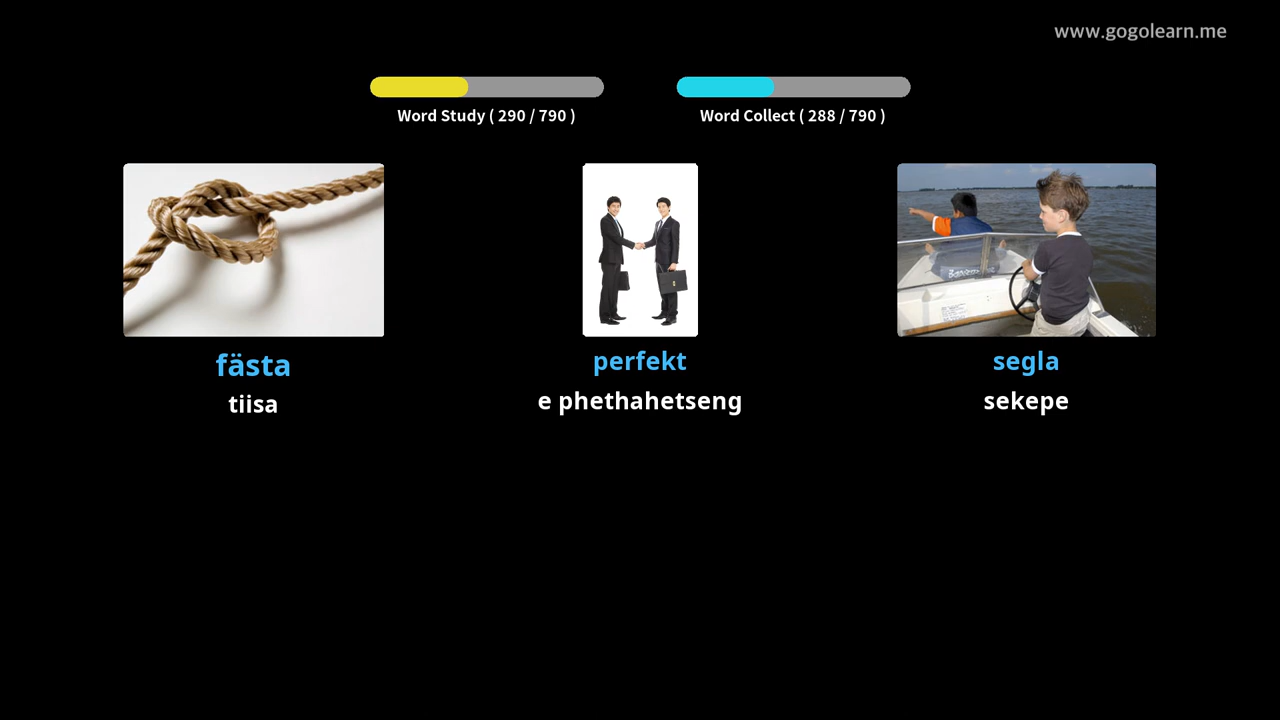 www.gogolearn.me
Word Study ( 290 / 790 )
Word Collect ( 288 / 790 )
fästa
tiisa
perfekt
e phethahetseng
segla
sekepe